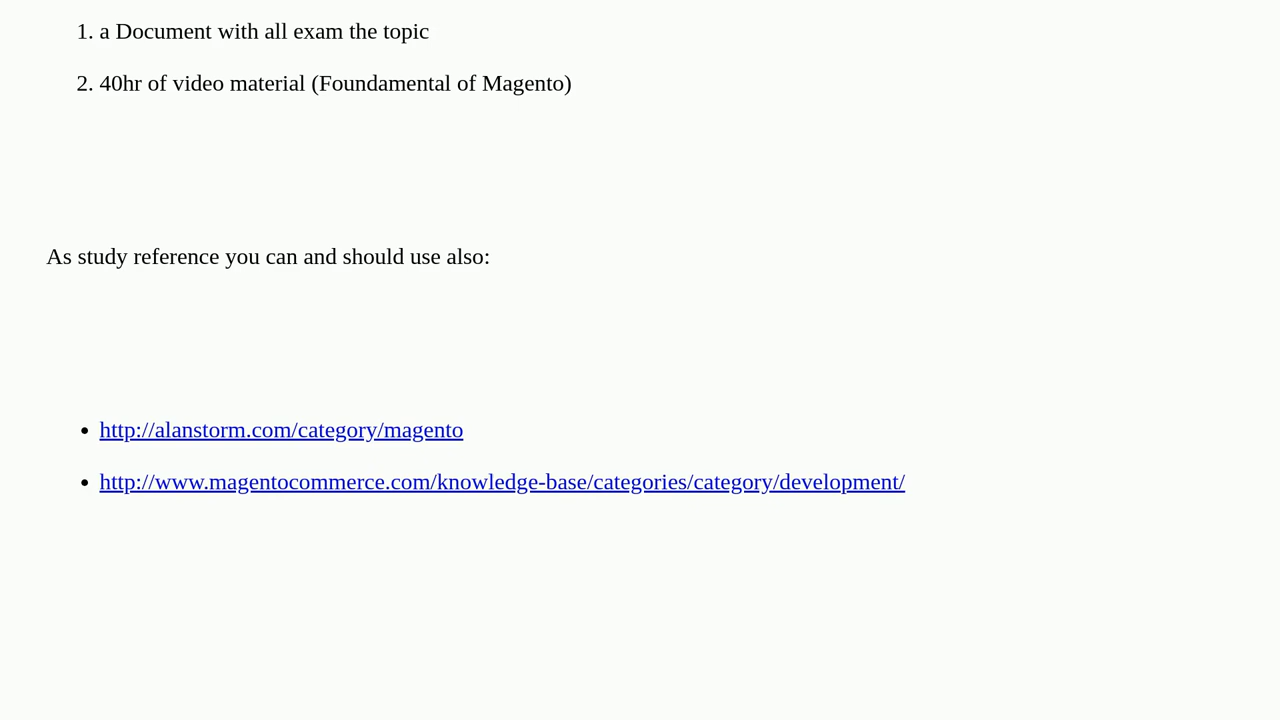 1. a Document with all exam the topic
2. 40hr of video material (Foundamental of Magento)
As study reference you can and should use also:
• http://alanstorm.com/category/magento
• http://www.magentocommerce.com/knowledge-base/categories/category/development/